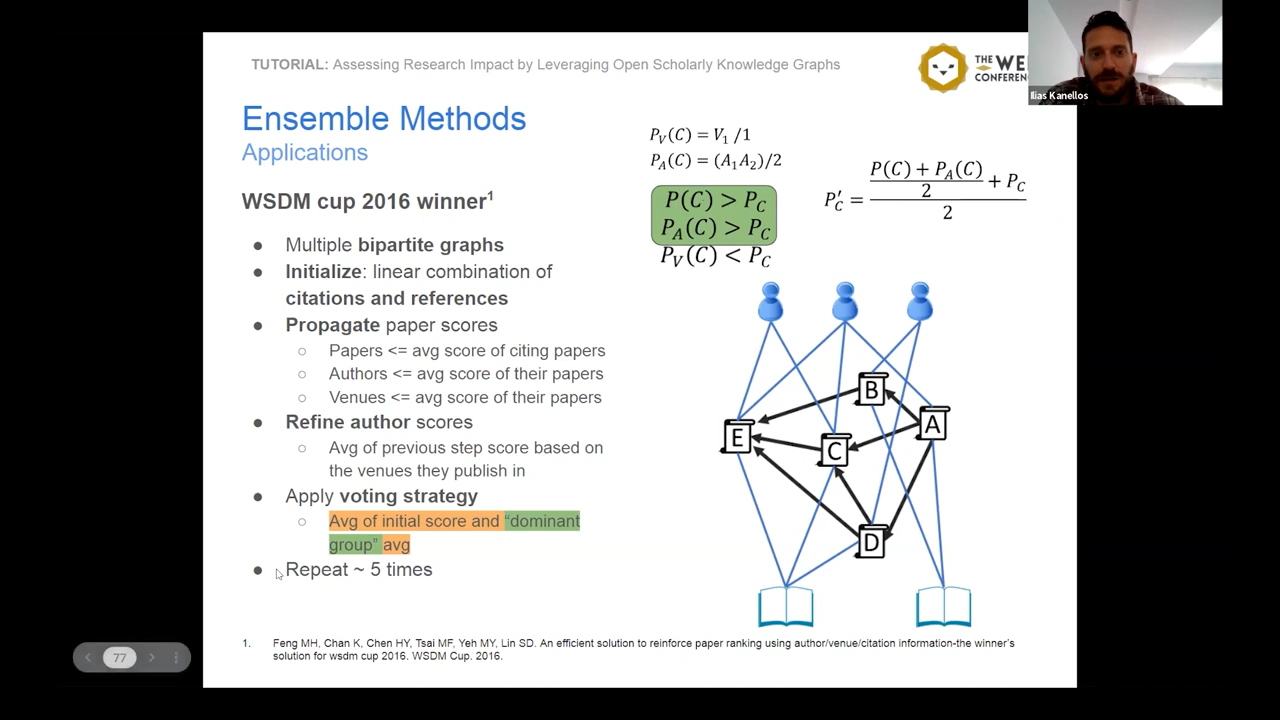 TUTORIAL: Assessing Research Impact by Leveraging Open Scholarly Knowledge Graphs
THE WE
CONFEREN
Ilias Kanellos
Ensemble Methods
Applications
WSDM cup 2016 winner¹
● Multiple bipartite graphs
● Initialize: linear combination of
citations and references
● Propagate paper scores
○ Papers <= avg score of citing papers
○ Authors <= avg score of their papers
○ Venues <= avg score of their papers
● Refine author scores
○ Avg of previous step score based on
the venues they publish in
● Apply voting strategy
○ Avg of initial score and “dominant
group” avg
● Repeat ~ 5 times
P_V(C) = V_1 /1
P_A(C) = (A_1A_2)/2
P(C) > P_C
P_A(C) > P_C
P_V(C) < P_C
P'_C = ((P(C) + P_A(C))/2 + P_C)/2
B
A
E
C
D
1. Feng MH, Chan K, Chen HY, Tsai MF, Yeh MY, Lin SD. An efficient solution to reinforce paper ranking using author/venue/citation information-the winner's
solution for wsdm cup 2016. WSDM Cup. 2016.
77